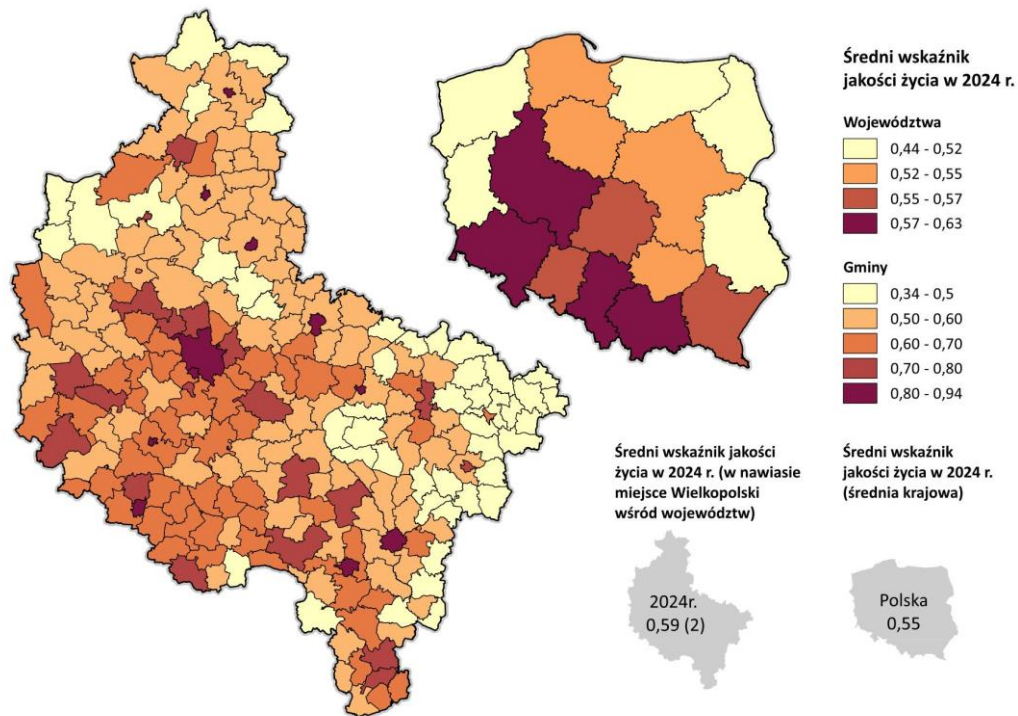 Średni wskaźnik
jakości życia w 2024 r.
Województwa
0,44 - 0,52
0,52 - 0,55
0,55 - 0,57
0,57 - 0,63
Gminy
0,34 - 0,5
0,50 - 0,60
0,60 - 0,70
0,70 - 0,80
0,80 - 0,94
Średni wskaźnik jakości
życia w 2024 r. (w nawiasie
miejsce Wielkopolski
wśród województw)
2024r.
0,59 (2)
Średni wskaźnik
jakości życia w 2024 r.
(średnia krajowa)
Polska
0,55